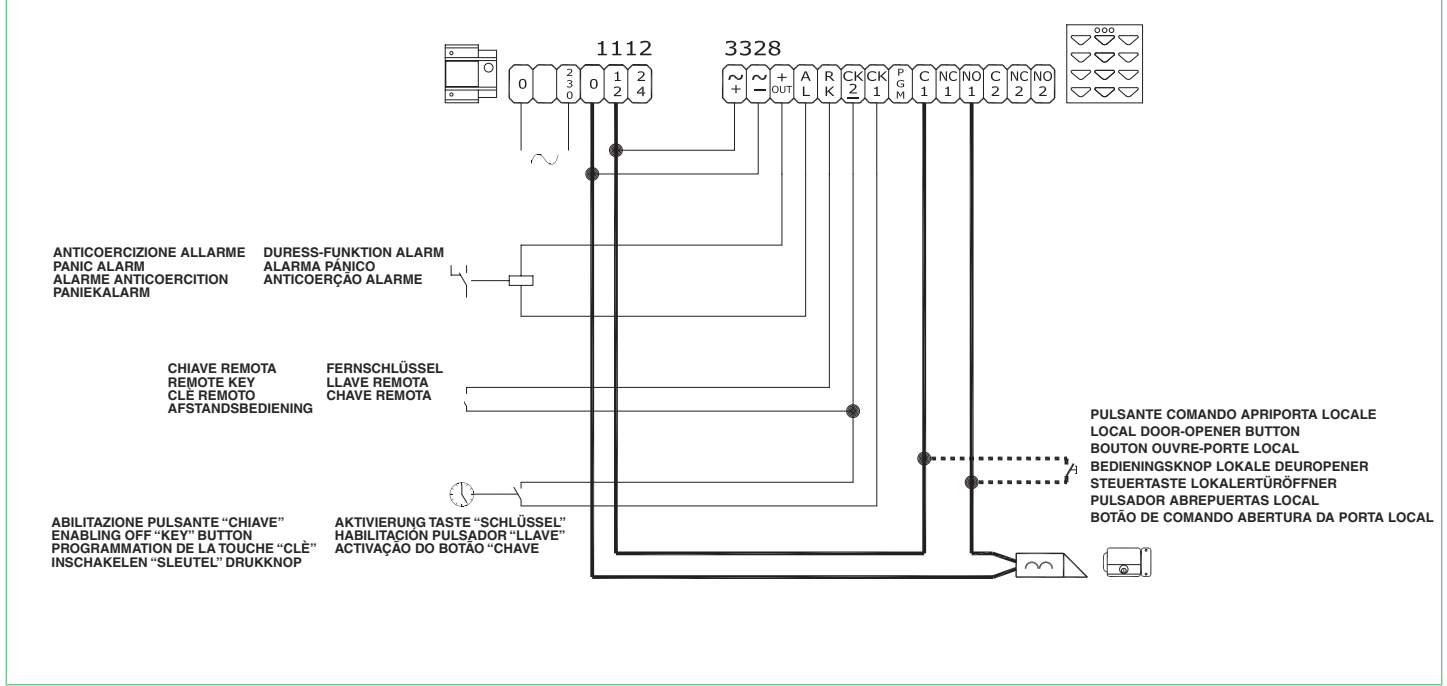 1112
3328
0 230 0 12 24
~+ ~− +OUT AL RK CK2 CK1 PGM C1 NC1 NO1 C2 NC2 NO2
ANTICOERCIZIONE ALLARME
PANIC ALARM
ALARME ANTICOERCITION
PANIEKALARM
DURESS-FUNKTION ALARM
ALARMA PÁNICO
ANTICOERÇÃO ALARME
CHIAVE REMOTA
REMOTE KEY
CLÈ REMOTO
AFSTANDSBEDIENING
FERNSCHLÜSSEL
LLAVE REMOTA
CHAVE REMOTA
PULSANTE COMANDO APRIPORTA LOCALE
LOCAL DOOR-OPENER BUTTON
BOUTON OUVRE-PORTE LOCAL
BEDIENINGSKNOP LOKALE DEUROPENER
STEUERTASTE LOKALERTÜRÖFFNER
PULSADOR ABREPUERTAS LOCAL
BOTÃO DE COMANDO ABERTURA DA PORTA LOCAL
ABILITAZIONE PULSANTE “CHIAVE”
ENABLING OFF “KEY” BUTTON
PROGRAMMATION DE LA TOUCHE “CLÈ”
INSCHAKELEN “SLEUTEL” DRUKKNOP
AKTIVIERUNG TASTE “SCHLÜSSEL”
HABILITACIÓN PULSADOR “LLAVE”
ACTIVAÇÃO DO BOTÃO “CHAVE